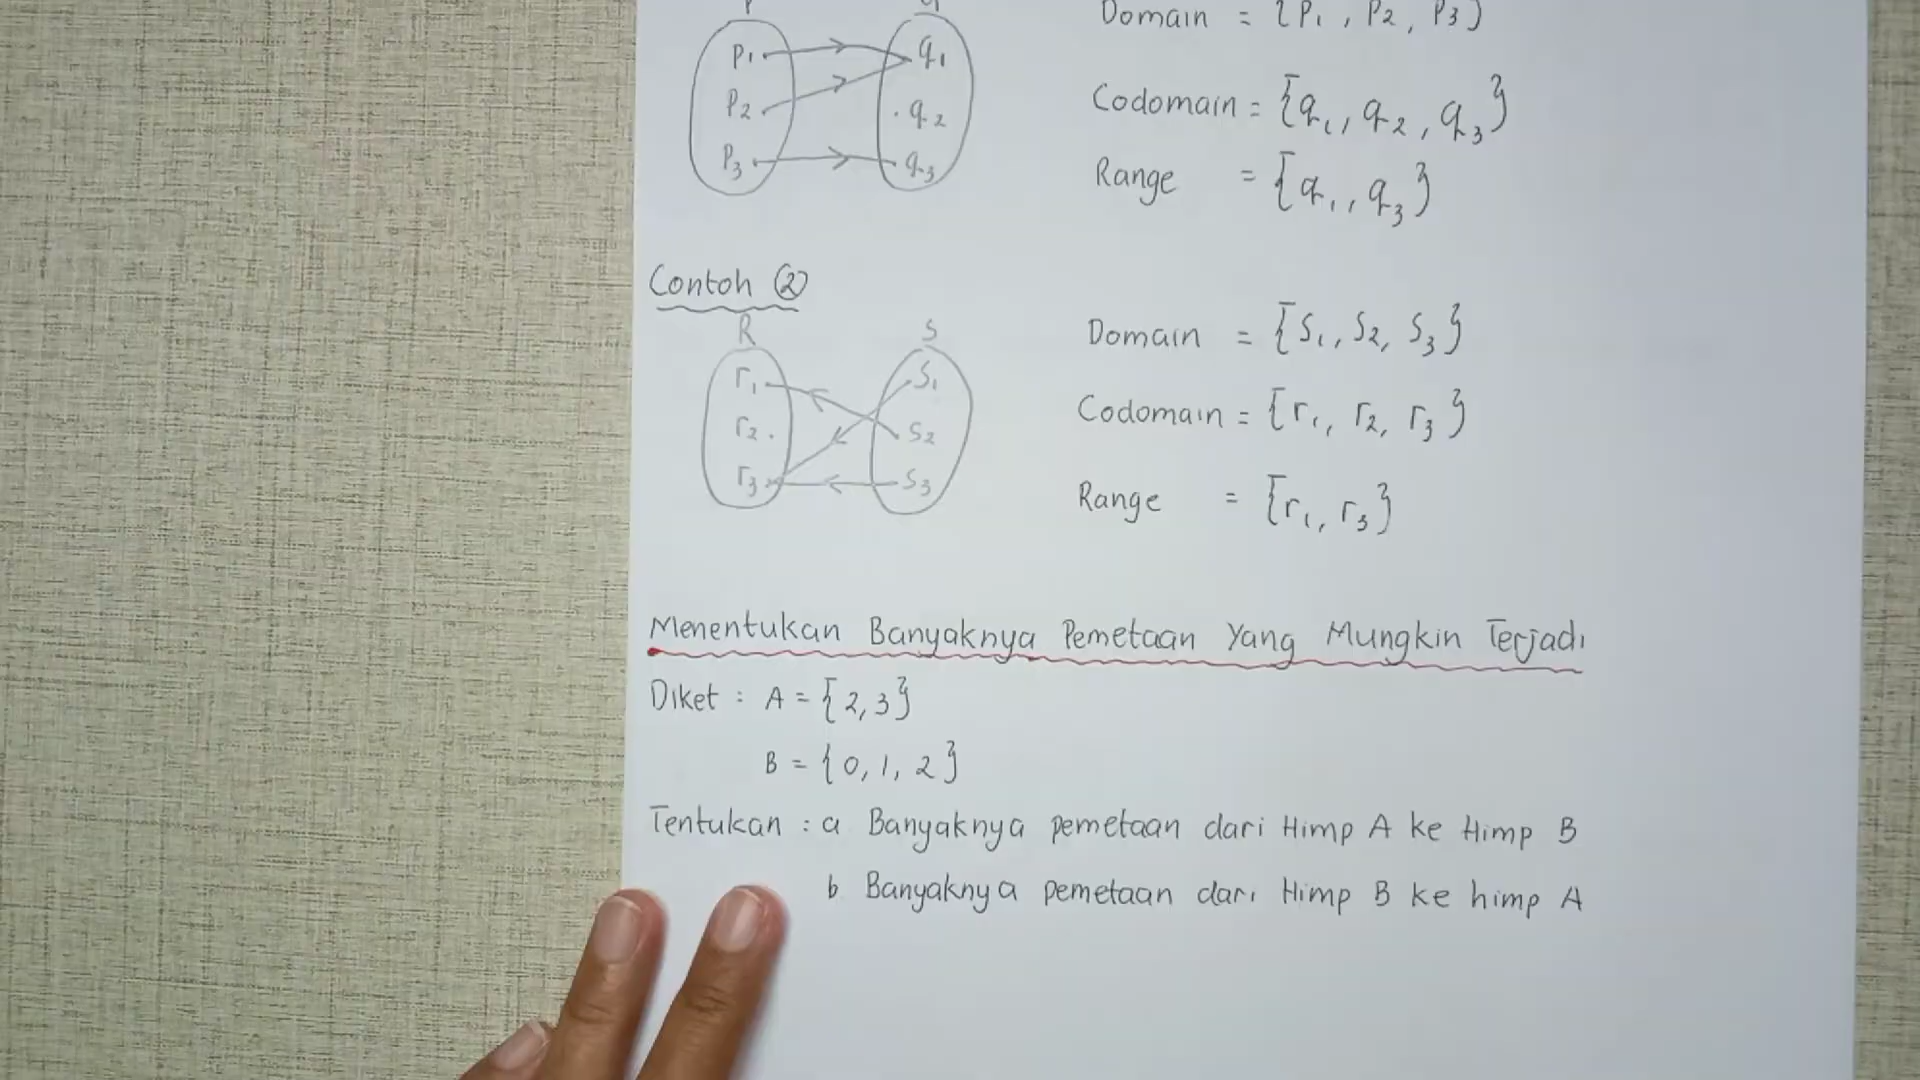 Domain = {P1, P2, P3}
P1 q1
P2 q2
P3 q3
Codomain = {q1, q2, q3}
Range = {q1, q3}
Contoh ②
R S
r1 S1
r2 S2
r3 S3
Domain = {S1, S2, S3}
Codomain = {r1, r2, r3}
Range = {r1, r3}
Menentukan Banyaknya Pemetaan Yang Mungkin Terjadi
Diket : A = {2, 3}
B = {0, 1, 2}
Tentukan : a Banyaknya pemetaan dari Himp A ke Himp B
b. Banyaknya pemetaan dari Himp B ke himp A